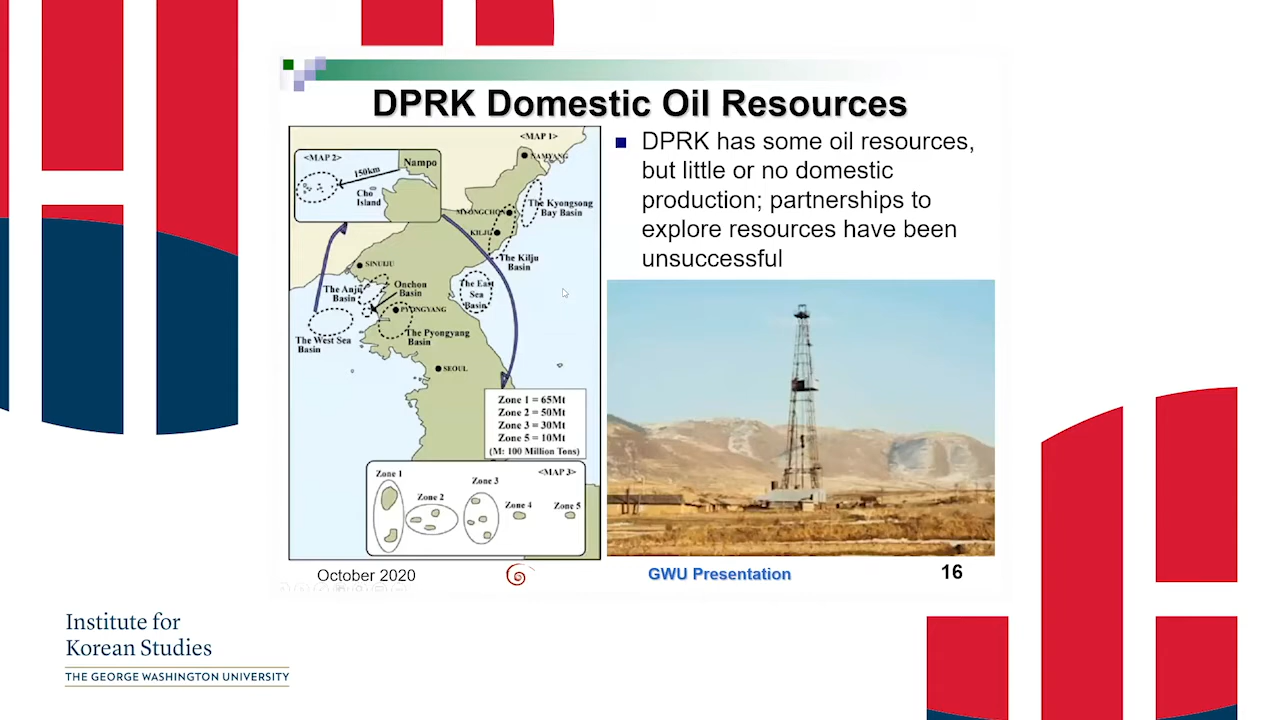 DPRK Domestic Oil Resources
DPRK has some oil resources,
but little or no domestic
production; partnerships to
explore resources have been
unsuccessful
<MAP 1>
NAMYANG
<MAP 2>
Nampo
150km
Cho
Island
The Kyongsong
Bay Basin
MYONGCHON
KILJU
The Kilju
Basin
SINUIJU
The Anju
Basin
Onchon
Basin
The East
Sea
Basin
PYONGYANG
The West Sea
Basin
The Pyongyang
Basin
SEOUL
Zone 1 = 65Mt
Zone 2 = 50Mt
Zone 3 = 30Mt
Zone 5 = 10Mt
(M: 100 Million Tons)
<MAP 3>
Zone 1
Zone 2
Zone 3
Zone 4
Zone 5
October 2020
GWU Presentation
16
Institute for
Korean Studies
THE GEORGE WASHINGTON UNIVERSITY